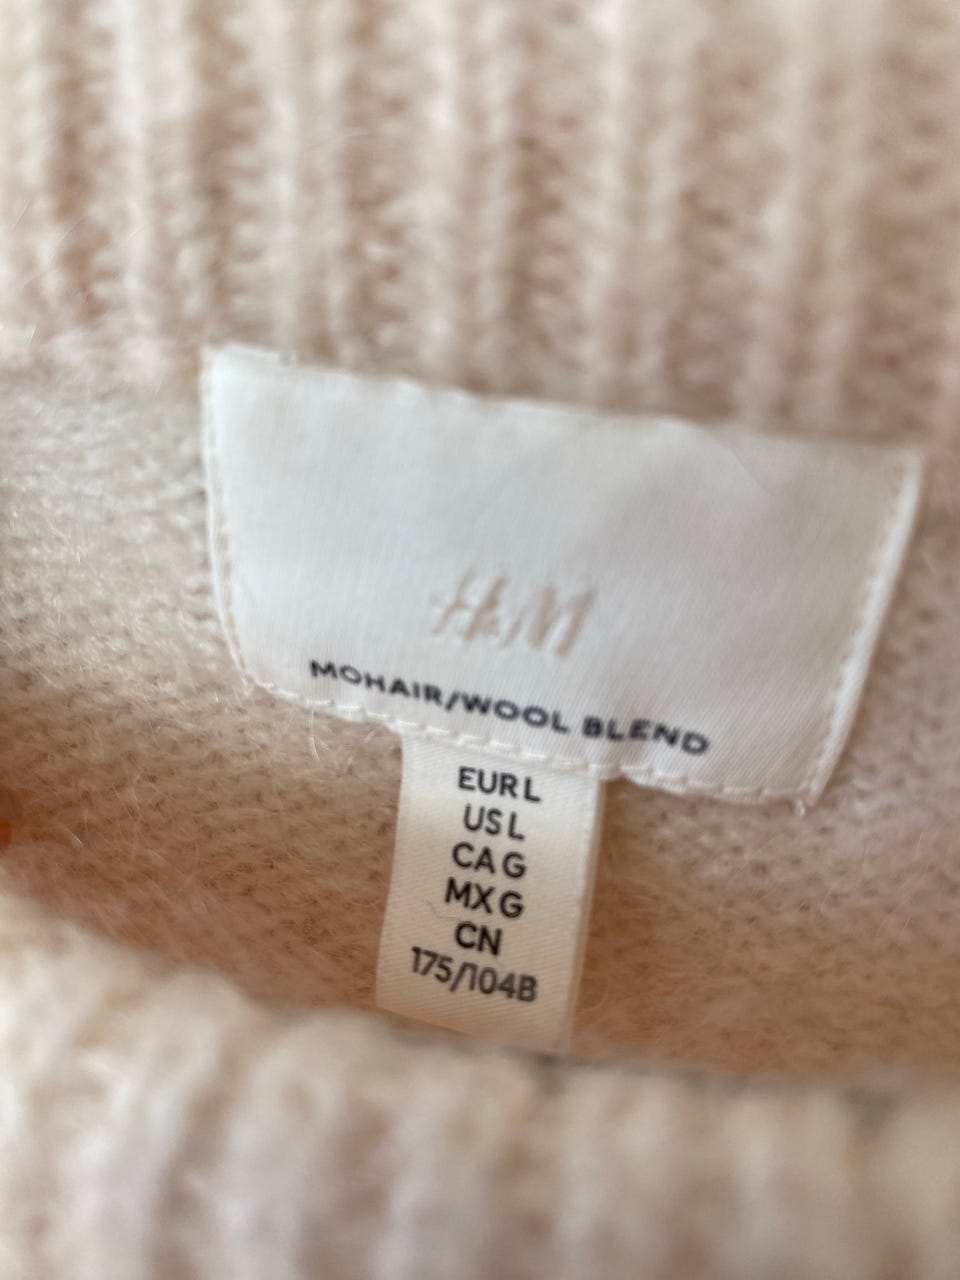 H&M
MOHAIR/WOOL BLEND
EUR L
US L
CA G
MX G
CN
175/104B